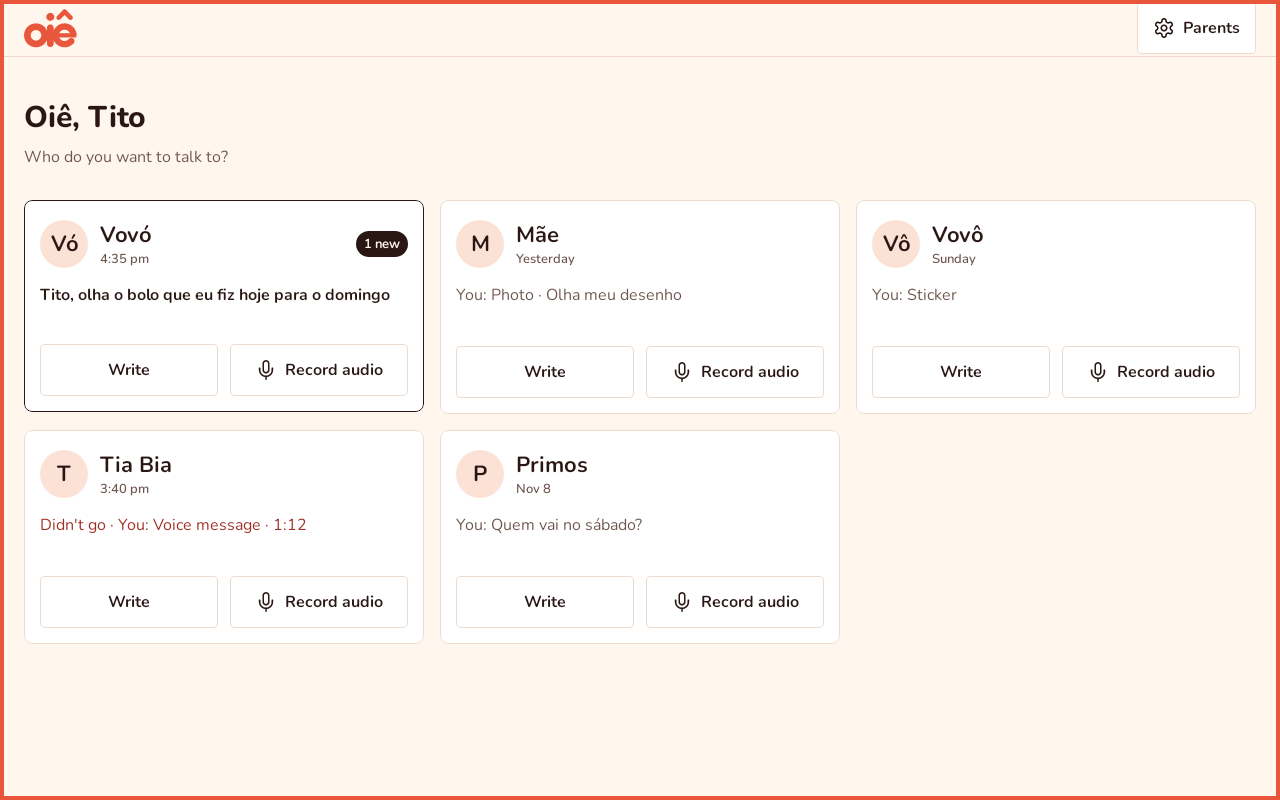 oiê
Parents
Oiê, Tito
Who do you want to talk to?
Vó
Vovó
4:35 pm
1 new
Tito, olha o bolo que eu fiz hoje para o domingo
Write
Record audio
M
Mãe
Yesterday
You: Photo · Olha meu desenho
Write
Record audio
Vô
Vovô
Sunday
You: Sticker
Write
Record audio
T
Tia Bia
3:40 pm
Didn't go · You: Voice message · 1:12
Write
Record audio
P
Primos
Nov 8
You: Quem vai no sábado?
Write
Record audio